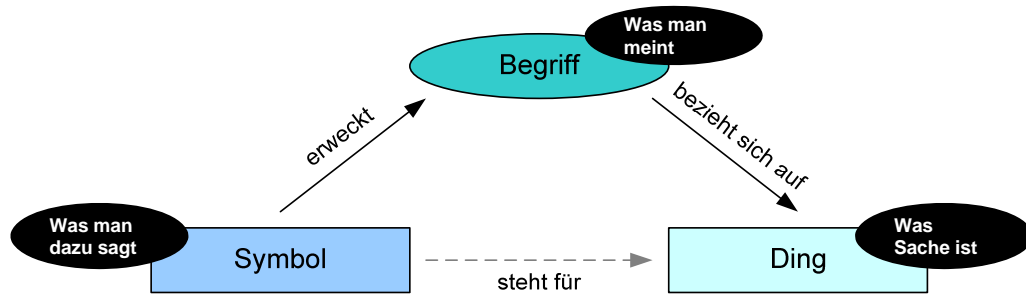 Was man
meint
Begriff
erweckt
bezieht sich auf
Was man
dazu sagt
Symbol
steht für
Ding
Was
Sache ist